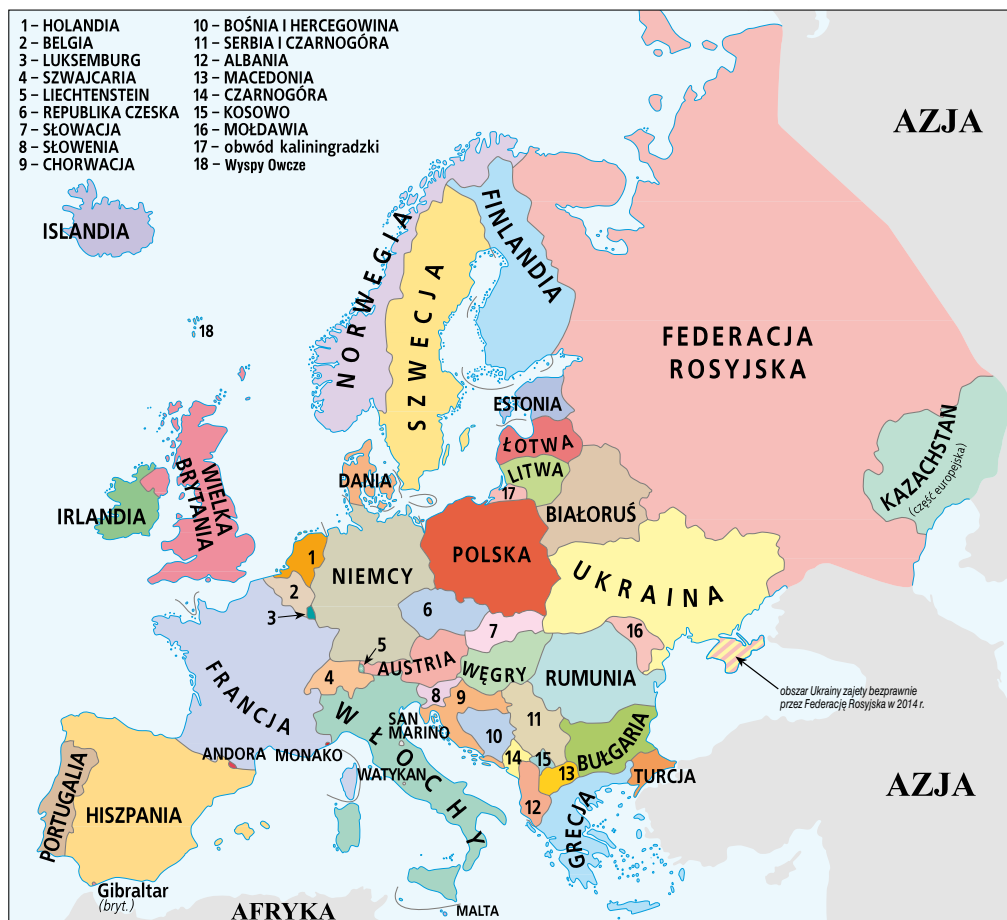 1 – HOLANDIA
2 – BELGIA
3 – LUKSEMBURG
4 – SZWAJCARIA
5 – LIECHTENSTEIN
6 – REPUBLIKA CZESKA
7 – SŁOWACJA
8 – SŁOWENIA
9 – CHORWACJA
10 – BOŚNIA I HERCEGOWINA
11 – SERBIA I CZARNOGÓRA
12 – ALBANIA
13 – MACEDONIA
14 – CZARNOGÓRA
15 – KOSOWO
16 – MOŁDAWIA
17 – obwód kaliningradzki
18 – Wyspy Owcze
AZJA
ISLANDIA
NORWEGIA
SZWECJA
FINLANDIA
18
FEDERACJA
ROSYJSKA
ESTONIA
ŁOTWA
LITWA
17
KAZACHSTAN
(część europejska)
DANIA
WIELKA
BRYTANIA
IRLANDIA
BIAŁORUŚ
POLSKA
NIEMCY
1
2
3
UKRAINA
6
7
16
5
4
AUSTRIA
WĘGRY
RUMUNIA
FRANCJA
obszar Ukrainy zajety bezprawnie
przez Federację Rosyjska w 2014 r.
8
9
10
11
WŁOCHY
SAN
MARINO
BUŁGARIA
ANDORA
MONAKO
WATYKAN
14
15
13
12
TURCJA
AZJA
PORTUGALIA
HISZPANIA
GRECJA
Gibraltar
(bryt.)
AFRYKA
MALTA